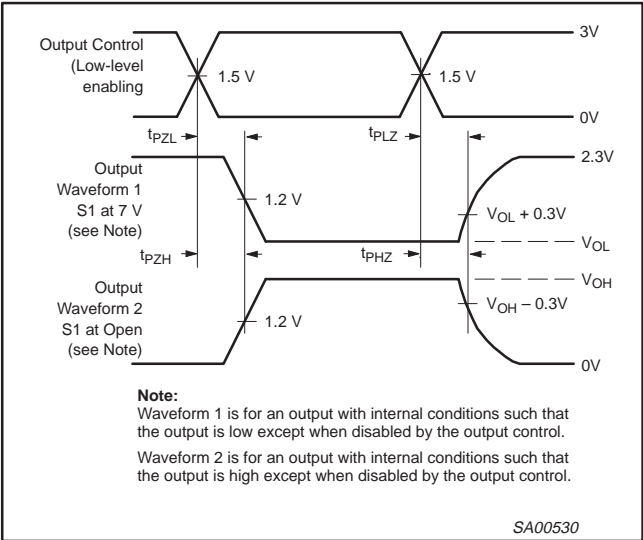 Output Control
(Low-level
enabling
3V
1.5 V
1.5 V
0V
tPZL
tPLZ
Output
Waveform 1
S1 at 7 V
(see Note)
2.3V
1.2 V
VOL + 0.3V
VOL
tPZH
tPHZ
VOH
Output
Waveform 2
S1 at Open
(see Note)
1.2 V
VOH – 0.3V
0V
Note:
Waveform 1 is for an output with internal conditions such that
the output is low except when disabled by the output control.
Waveform 2 is for an output with internal conditions such that
the output is high except when disabled by the output control.
SA00530